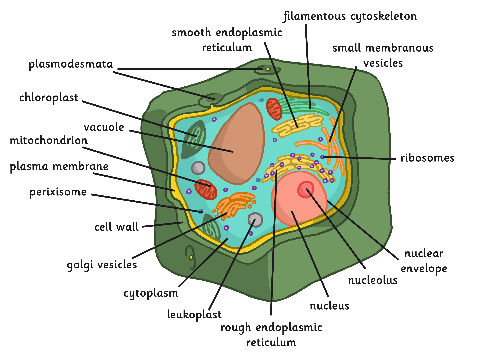 filamentous cytoskeleton
smooth endoplasmic
reticulum
small membranous
vesicles
plasmodesmata
chloroplast
vacuole
mitochondrion
ribosomes
plasma membrane
perixisome
cell wall
nuclear
envelope
golgi vesicles
nucleolus
cytoplasm
nucleus
leukoplast
rough endoplasmic
reticulum